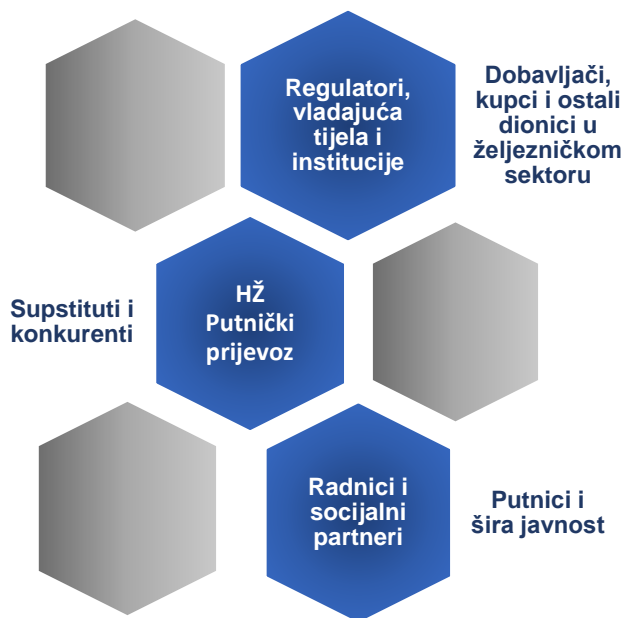 Regulatori,
vladajuća
tijela i
institucije
Dobavljači,
kupci i ostali
dionici u
željezničkom
sektoru
Supstituti i
konkurenti
HŽ
Putnički
prijevoz
Radnici i
socijalni
partneri
Putnici i
šira javnost